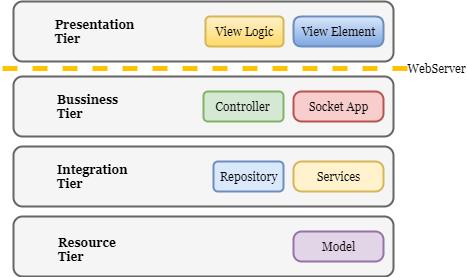 Presentation
Tier
View Logic
View Element
WebServer
Bussiness
Tier
Controller
Socket App
Integration
Tier
Repository
Services
Resource
Tier
Model